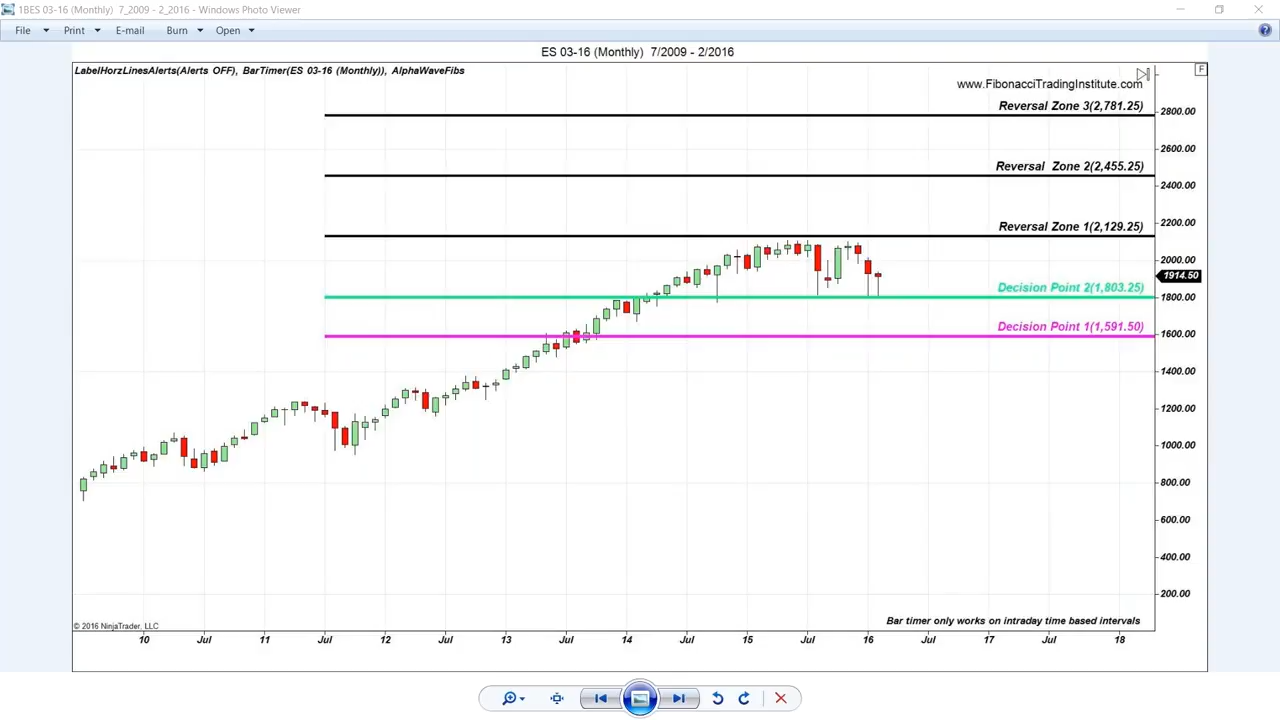 1BES 03-16 (Monthly)  7_2009 - 2_2016 - Windows Photo Viewer
File Print E-mail Burn Open
ES 03-16 (Monthly)  7/2009 - 2/2016
LabelHorzLinesAlerts(Alerts OFF), BarTimer(ES 03-16 (Monthly)), AlphaWaveFibs
F
www.FibonacciTradingInstitute.com
Reversal Zone 3(2,781.25)
2800.00
2600.00
Reversal  Zone 2(2,455.25)
2400.00
Reversal Zone 1(2,129.25)
2200.00
2000.00
1914.50
Decision Point 2(1,803.25)
1800.00
Decision Point 1(1,591.50)
1600.00
1400.00
1200.00
1000.00
800.00
600.00
400.00
200.00
Bar timer only works on intraday time based intervals
© 2016 NinjaTrader, LLC
10 Jul 11 Jul 12 Jul 13 Jul 14 Jul 15 Jul 16 Jul 17 Jul 18